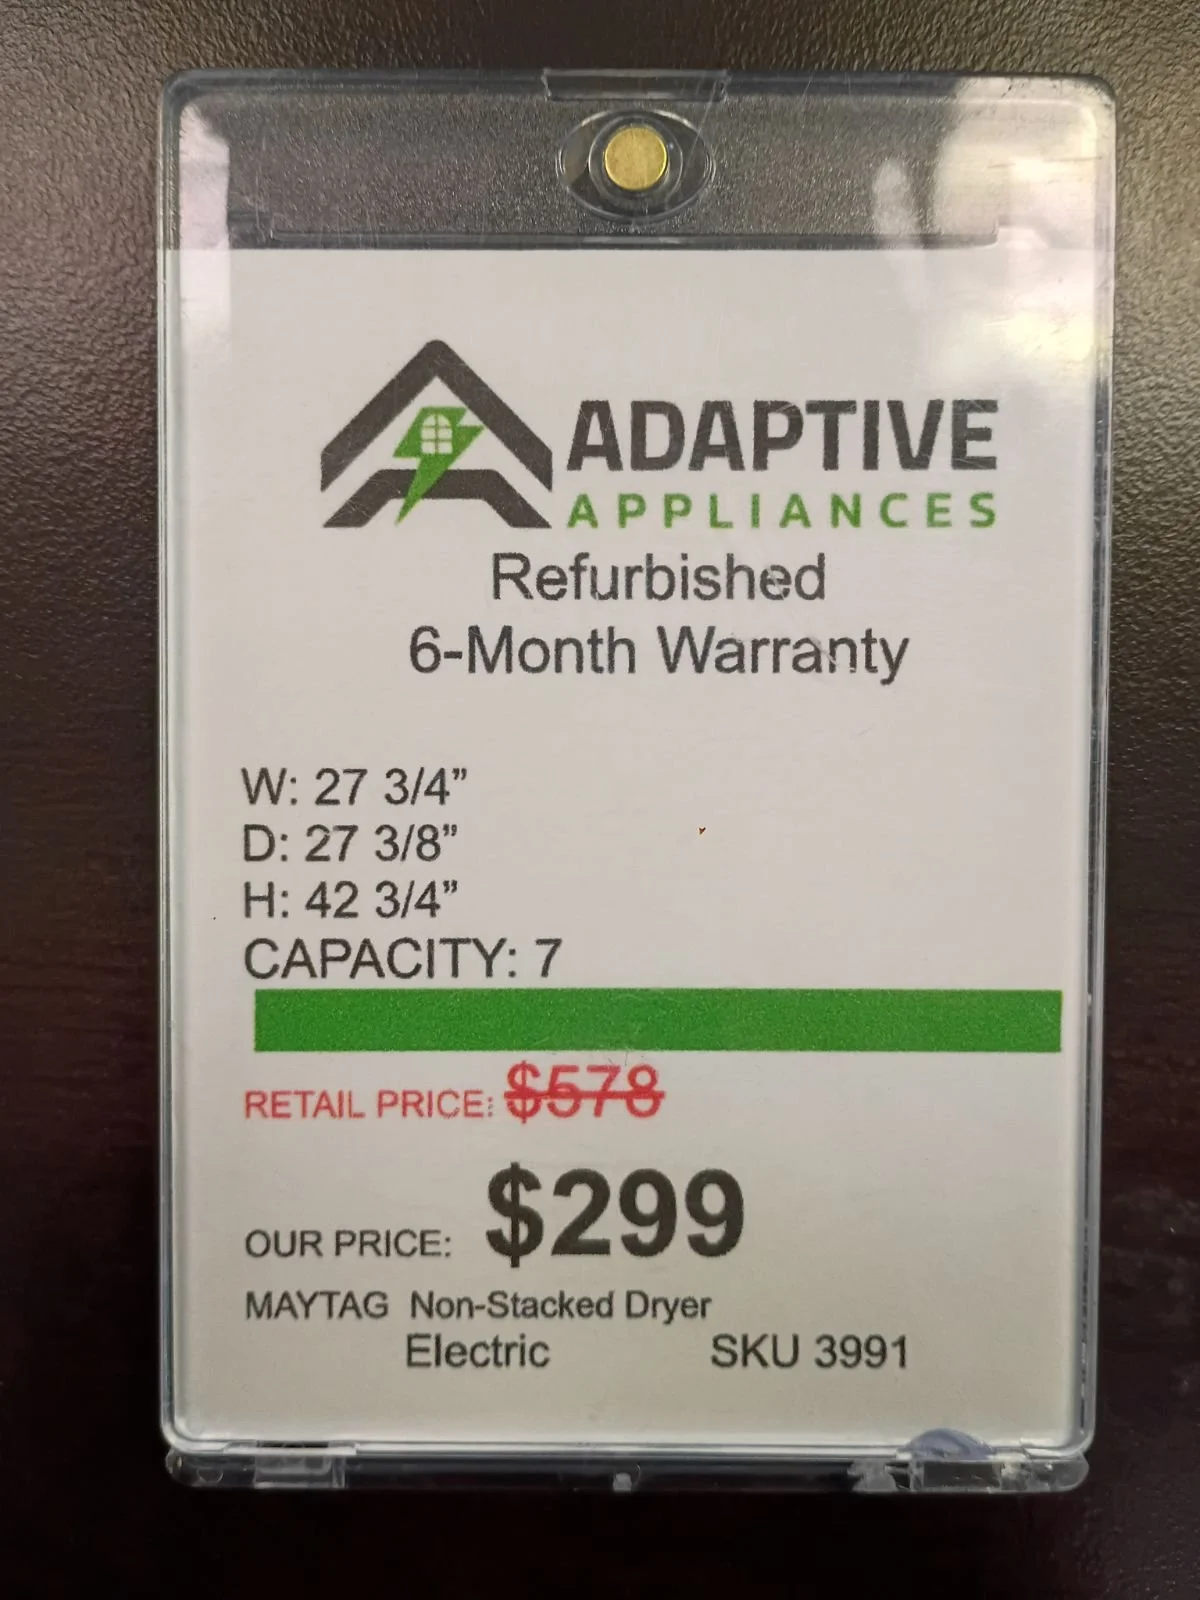 ADAPTIVE
APPLIANCES
Refurbished
6-Month Warranty
W: 27 3/4”
D: 27 3/8”
H: 42 3/4”
CAPACITY: 7
RETAIL PRICE: $578
OUR PRICE: $299
MAYTAG Non-Stacked Dryer
Electric SKU 3991